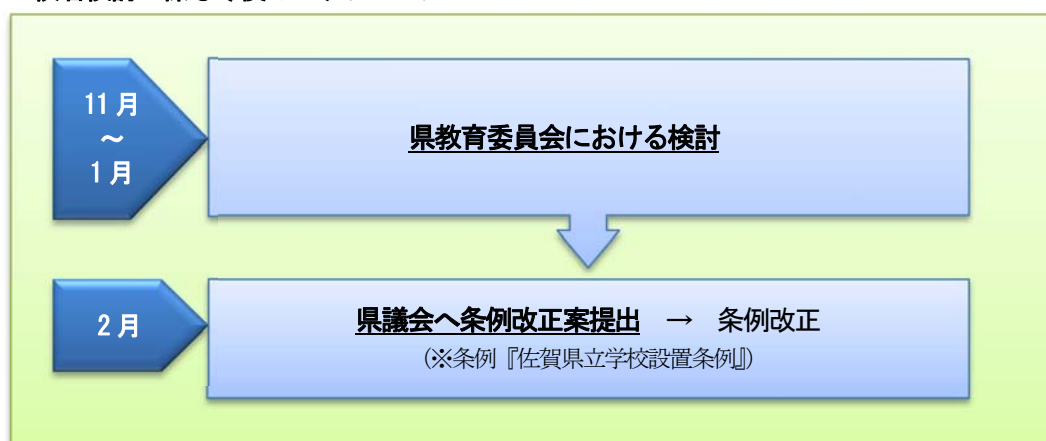 11月
～
1月
県教育委員会における検討
2月
県議会へ条例改正案提出　→　条例改正
(※条例『佐賀県立学校設置条例』)